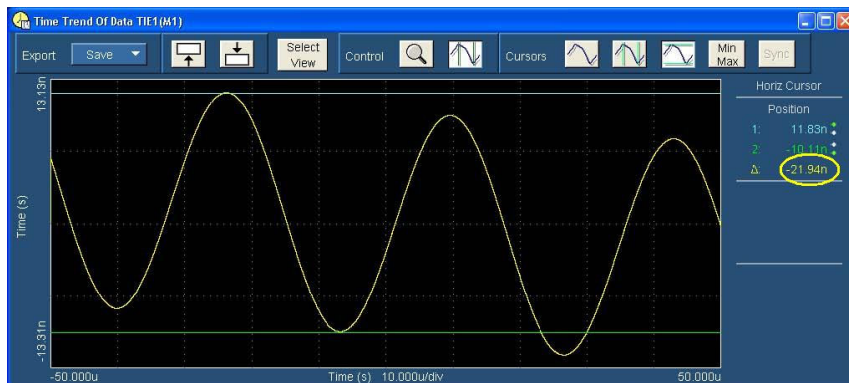 Time Trend Of Data TIE1(M1)
Export
Save
Select
View
Control
Cursors
Min
Max
Sync
13.13n
Time (s)
-13.31n
-50.000u
Time (s) 10.000u/div
50.000u
Horiz Cursor
Position
1: 11.83n
2: -10.11n
Δ: -21.94n